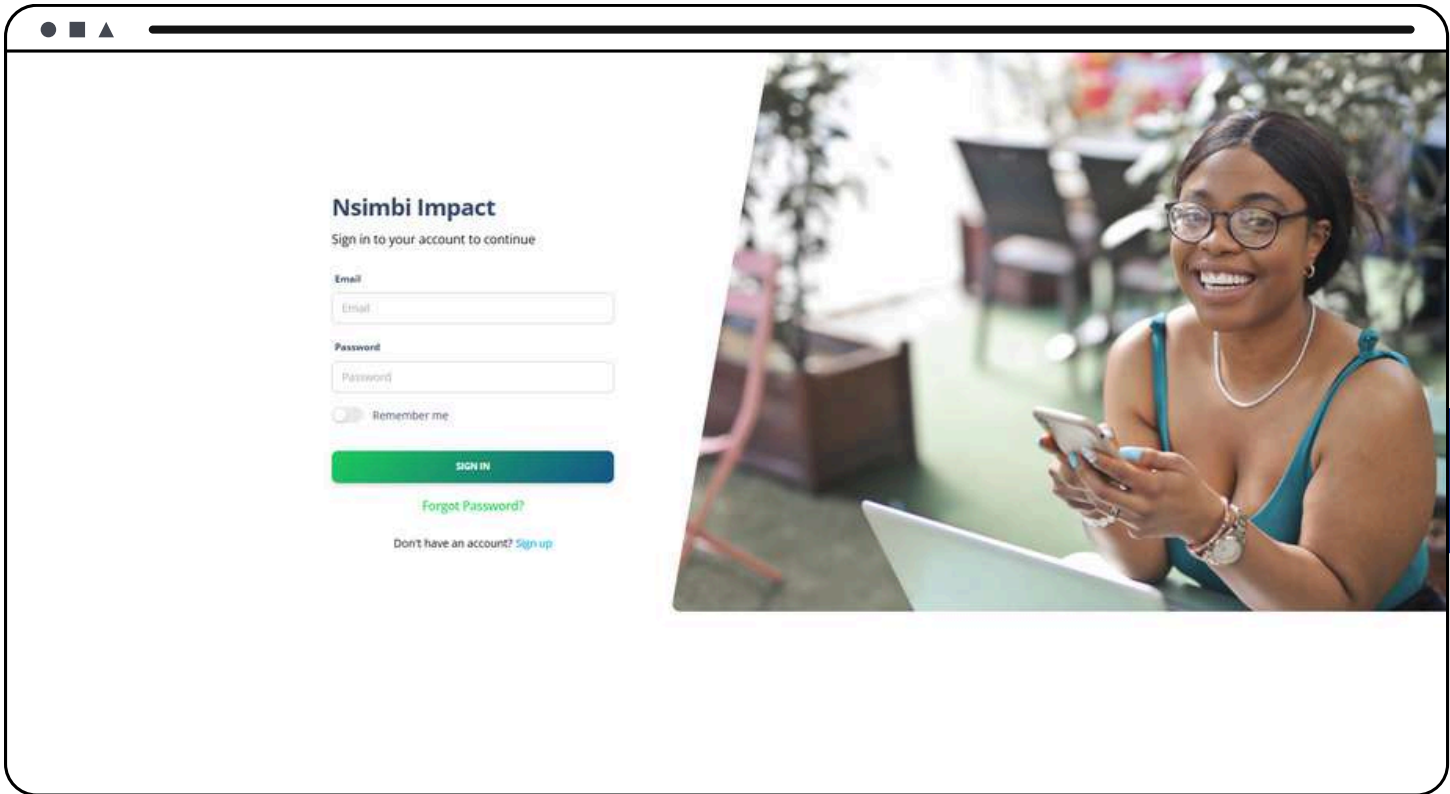 Nsimbi Impact
Sign in to your account to continue
Email
Email
Password
Password
Remember me
SIGN IN
Forgot Password?
Don't have an account? Sign up